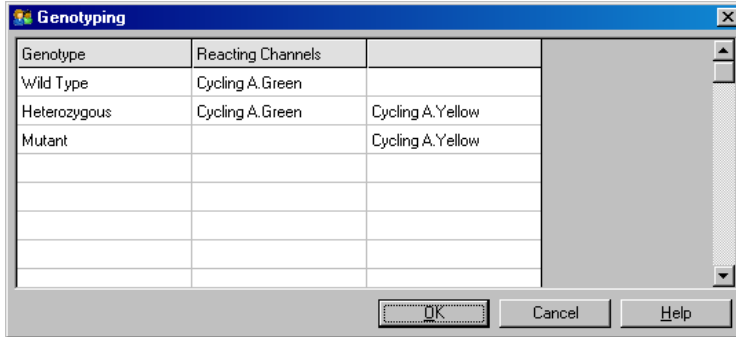 Genotyping
Genotype Reacting Channels
Wild Type Cycling A.Green
Heterozygous Cycling A.Green Cycling A.Yellow
Mutant Cycling A.Yellow
OK Cancel Help